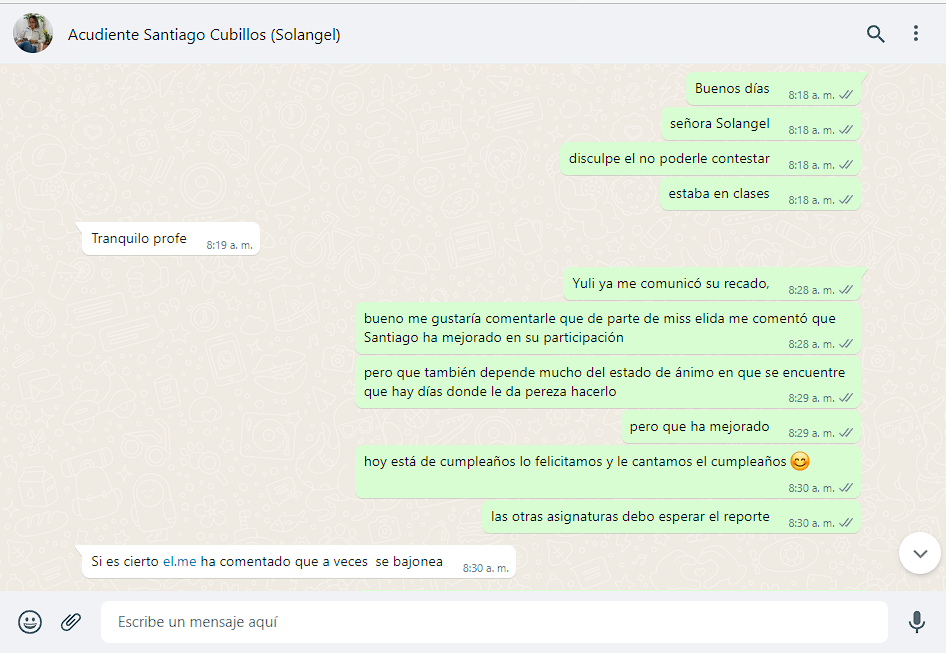 Acudiente Santiago Cubillos (Solangel)
Buenos días
8:18 a. m.
señora Solangel
8:18 a. m.
disculpe el no poderle contestar
8:18 a. m.
estaba en clases
8:18 a. m.
Tranquilo profe
8:19 a. m.
Yuli ya me comunicó su recado,
8:28 a. m.
bueno me gustaría comentarle que de parte de miss elida me comentó que
Santiago ha mejorado en su participación
8:28 a. m.
pero que también depende mucho del estado de ánimo en que se encuentre
que hay días donde le da pereza hacerlo
8:29 a. m.
pero que ha mejorado
8:29 a. m.
hoy está de cumpleaños lo felicitamos y le cantamos el cumpleaños 😊
8:30 a. m.
las otras asignaturas debo esperar el reporte
8:30 a. m.
Si es cierto el.me ha comentado que a veces  se bajonea
8:30 a. m.
Escribe un mensaje aquí